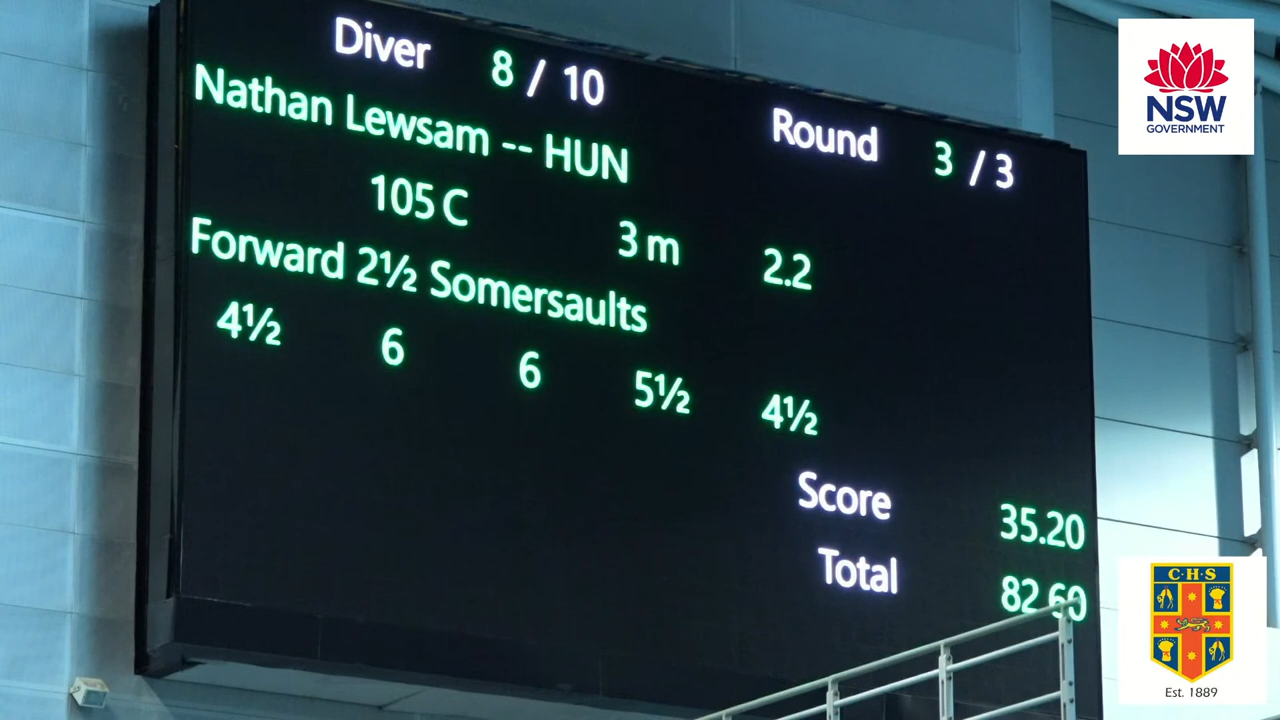 Diver 8 / 10
Nathan Lewsam -- HUN
Round 3 / 3
105 C 3 m 2.2
Forward 2½ Somersaults
4½ 6 6 5½ 4½
Score 35.20
Total 82.60
NSW
GOVERNMENT
C·H·S
Est. 1889